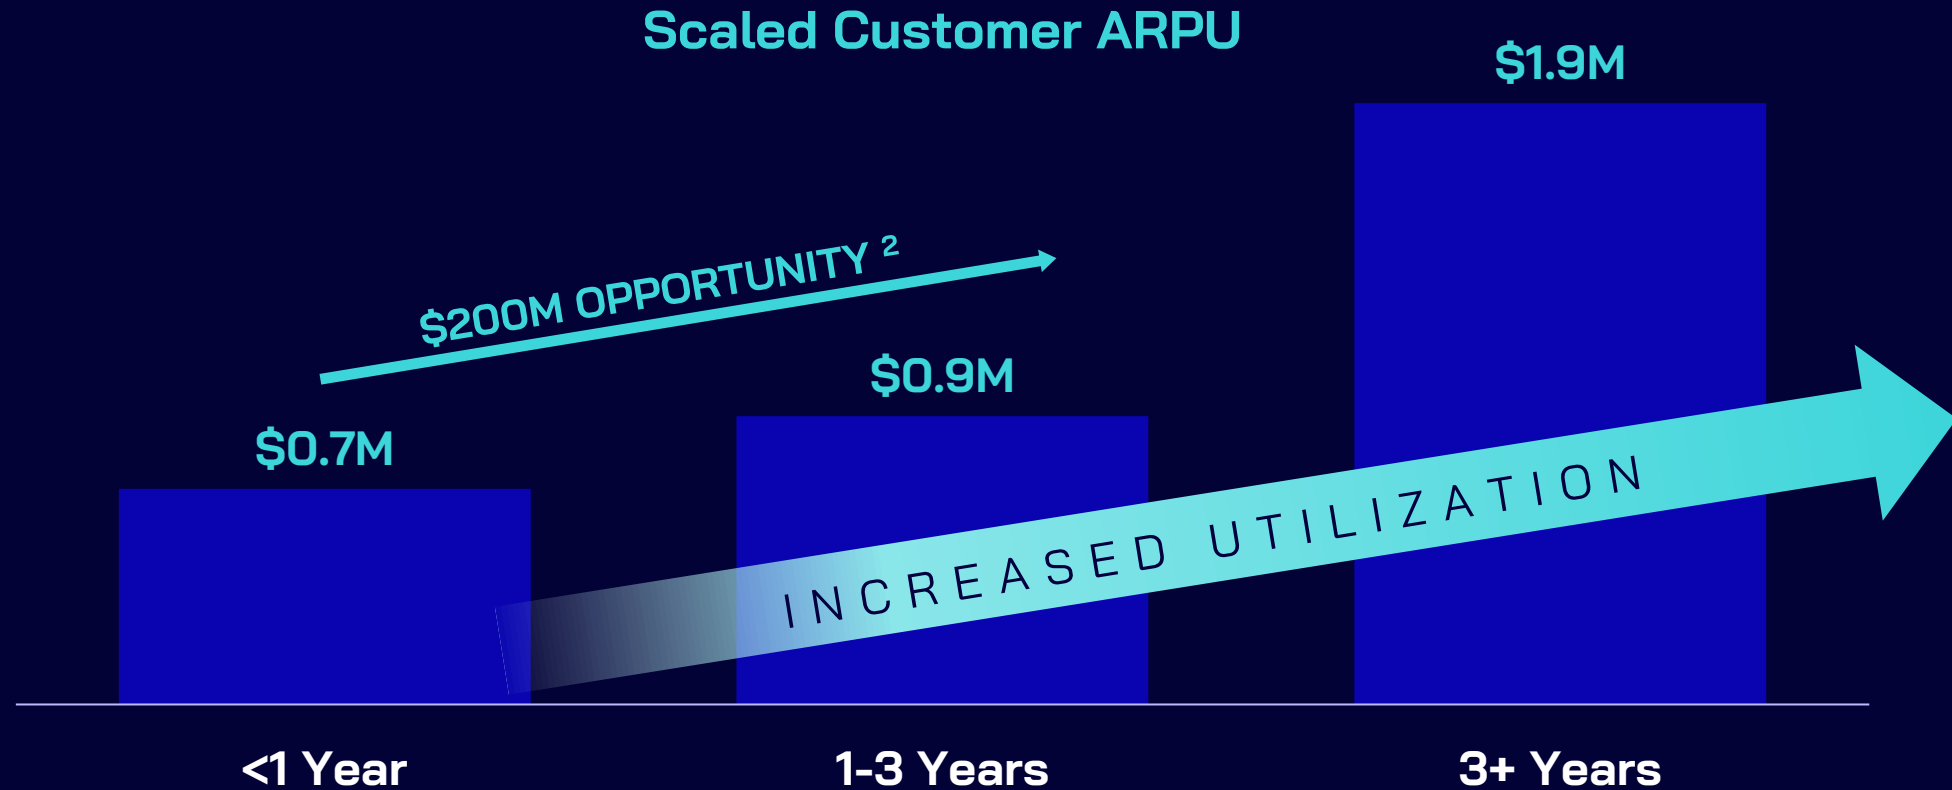 Scaled Customer ARPU
$1.9M
$200M OPPORTUNITY ²
$0.9M
$0.7M
INCREASED UTILIZATION
<1 Year
1-3 Years
3+ Years